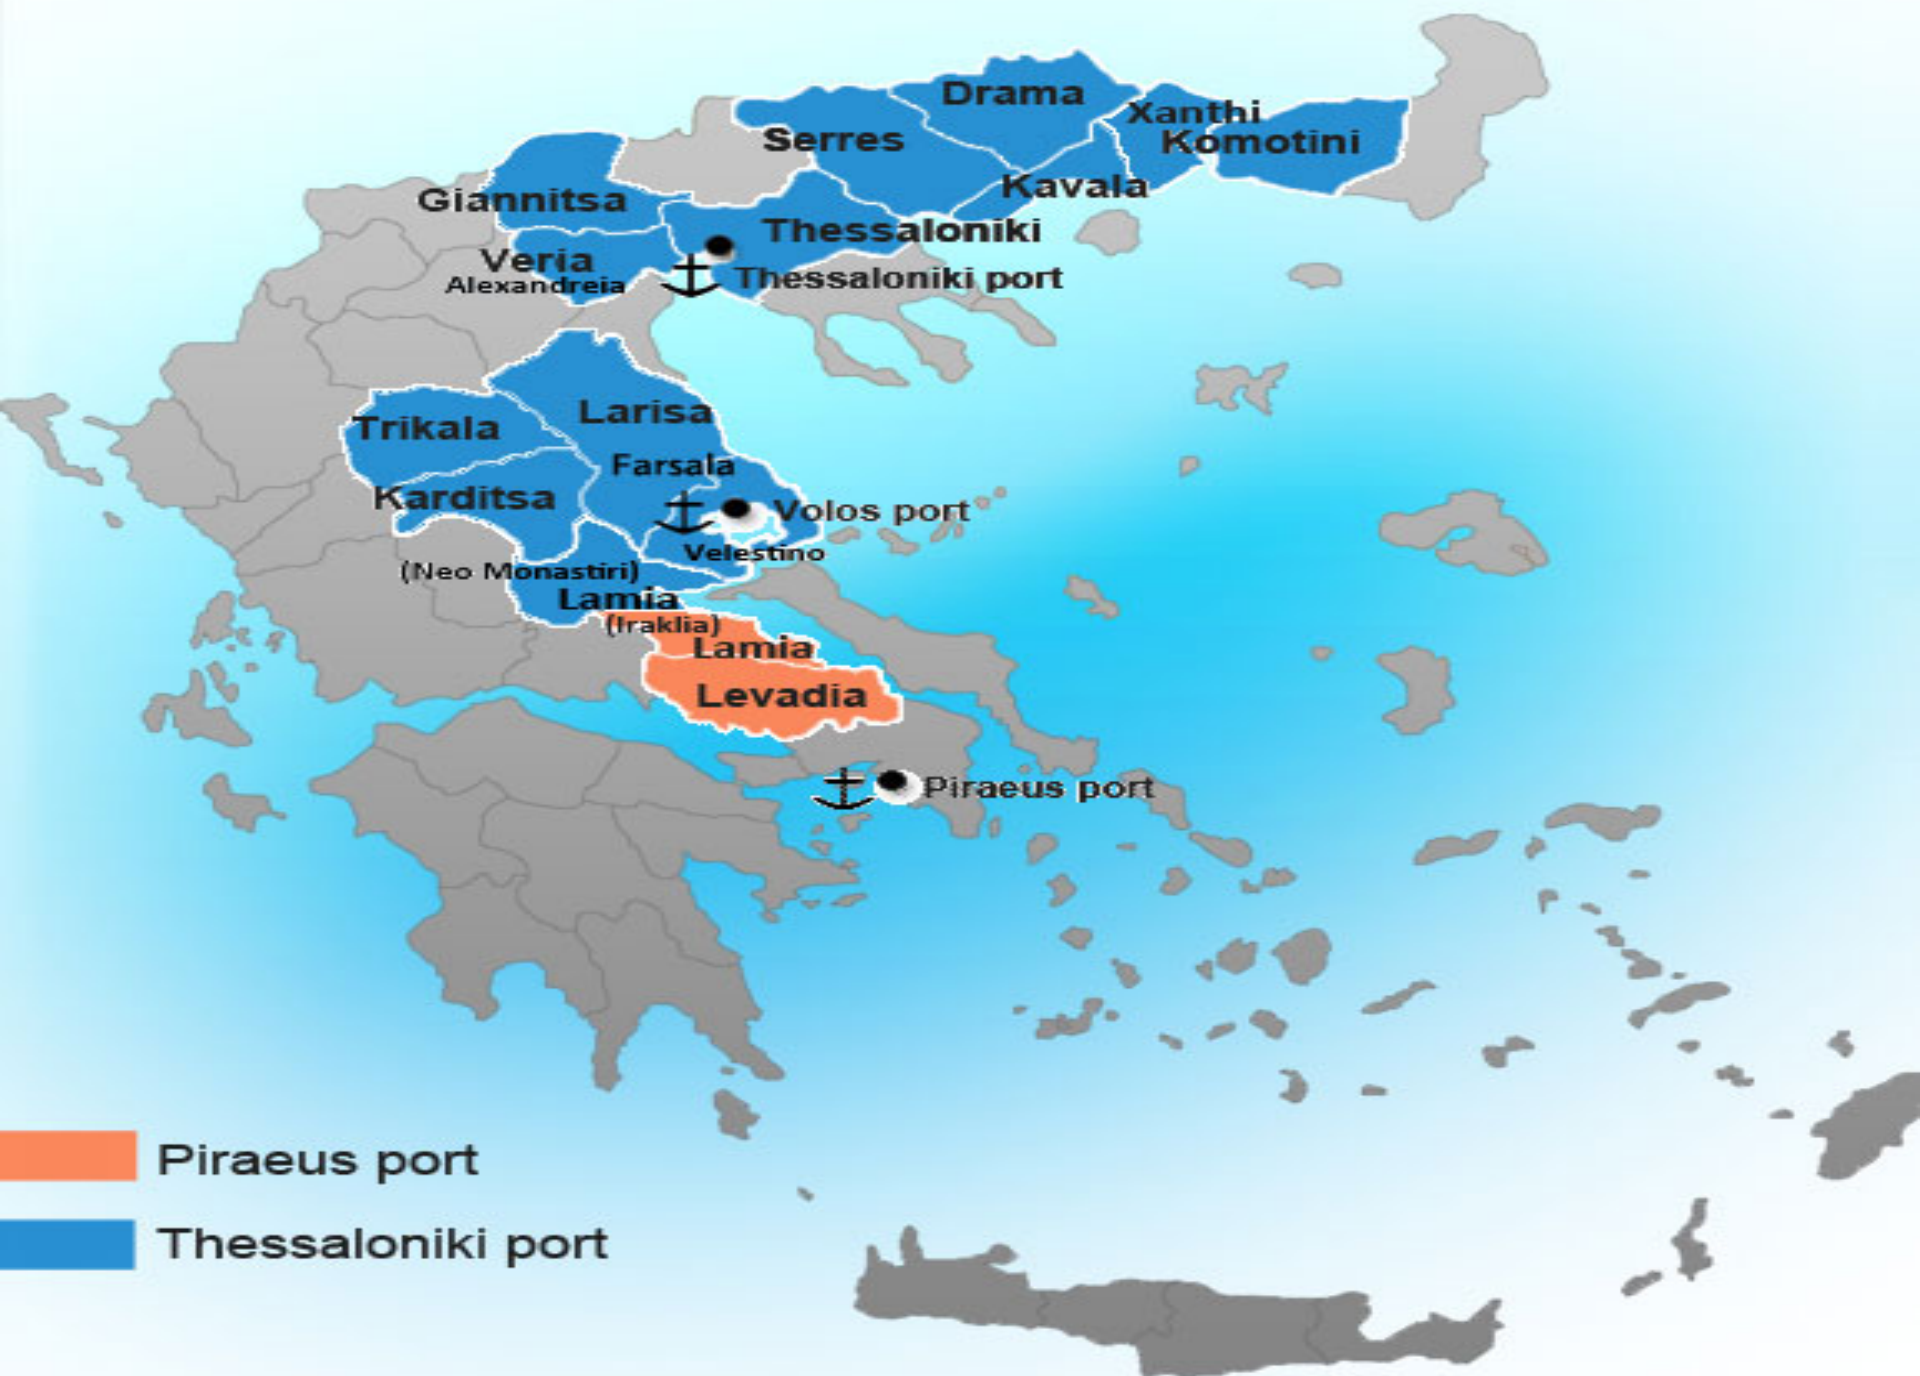 Drama
Xanthi
Serres
Komotini
Kavala
Giannitsa
Thessaloniki
Veria
Alexandreia
Thessaloniki port
Larisa
Trikala
Farsala
Karditsa
Volos port
Velestino
(Neo Monastiri)
Lamia
(Iraklia)
Lamia
Levadia
Piraeus port
Piraeus port
Thessaloniki port